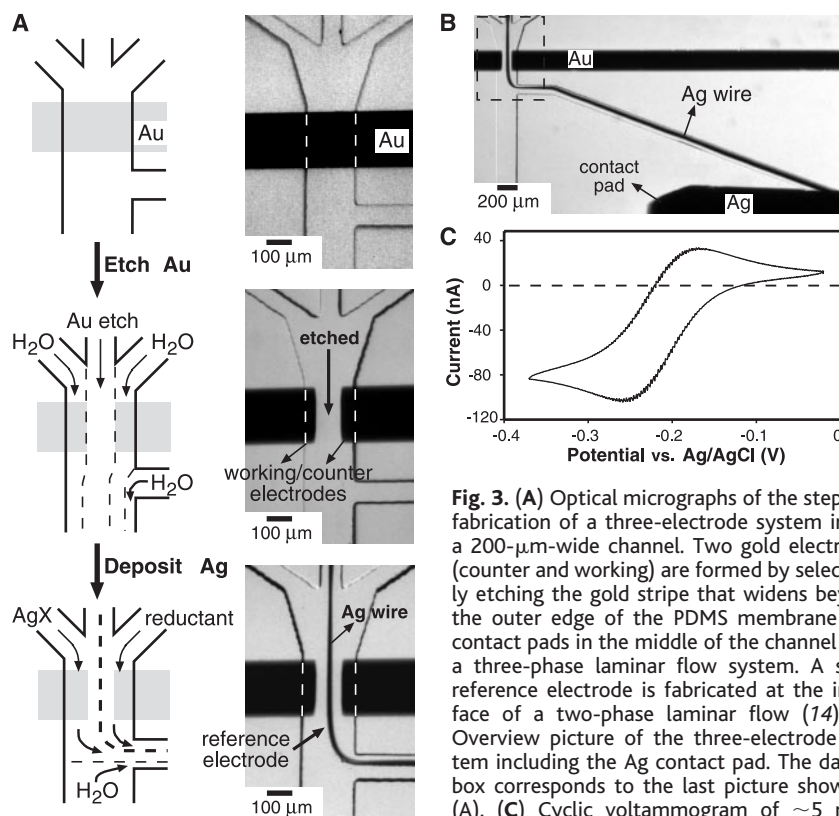 A
Au
Au
100 μm
Etch Au
Au etch
H2O
H2O
H2O
etched
working/counter
electrodes
100 μm
Deposit Ag
AgX
reductant
H2O
Ag wire
reference
electrode
100 μm
B
Au
Ag wire
contact
pad
Ag
200 μm
C
Current (nA)
40
0
-40
-80
-120
-0.4
-0.3
-0.2
-0.1
0
Potential vs. Ag/AgCl (V)
Fig. 3. (A) Optical micrographs of the step
fabrication of a three-electrode system in
a 200-μm-wide channel. Two gold electr
(counter and working) are formed by selec
ly etching the gold stripe that widens bey
the outer edge of the PDMS membrane
contact pads in the middle of the channel
a three-phase laminar flow system. A s
reference electrode is fabricated at the i
face of a two-phase laminar flow (14)
Overview picture of the three-electrode
tem including the Ag contact pad. The da
box corresponds to the last picture show
(A). (C) Cyclic voltammogram of ~5